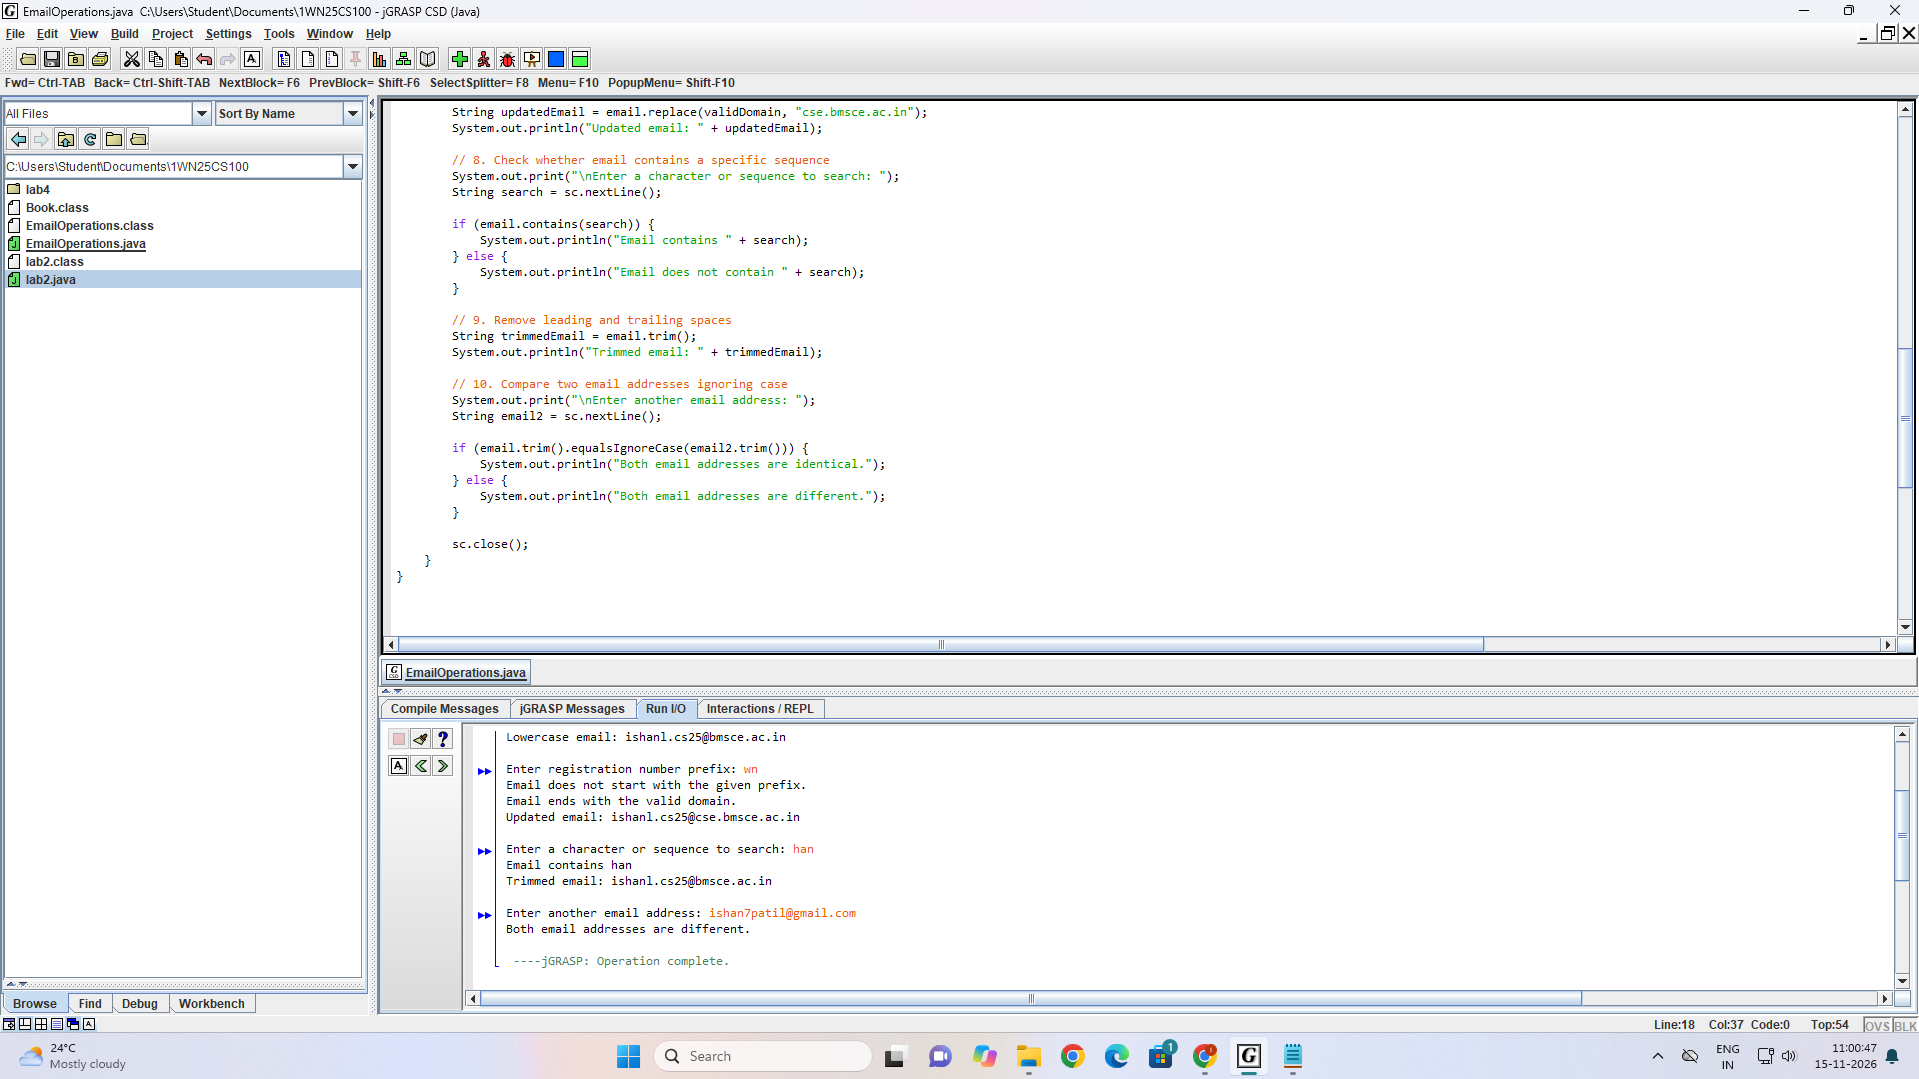 EmailOperations.java  C:\Users\Student\Documents\1WN25CS100 - jGRASP CSD (Java)
File Edit View Build Project Settings Tools Window Help
Fwd= Ctrl-TAB Back= Ctrl-Shift-TAB NextBlock= F6 PrevBlock= Shift-F6 SelectSplitter= F8 Menu= F10 PopupMenu= Shift-F10
All Files
Sort By Name
C:\Users\Student\Documents\1WN25CS100
lab4
Book.class
EmailOperations.class
EmailOperations.java
lab2.class
lab2.java
Browse Find Debug Workbench
String updatedEmail = email.replace(validDomain, "cse.bmsce.ac.in");
System.out.println("Updated email: " + updatedEmail);
// 8. Check whether email contains a specific sequence
System.out.print("\nEnter a character or sequence to search: ");
String search = sc.nextLine();
if (email.contains(search)) {
System.out.println("Email contains " + search);
} else {
System.out.println("Email does not contain " + search);
}
// 9. Remove leading and trailing spaces
String trimmedEmail = email.trim();
System.out.println("Trimmed email: " + trimmedEmail);
// 10. Compare two email addresses ignoring case
System.out.print("\nEnter another email address: ");
String email2 = sc.nextLine();
if (email.trim().equalsIgnoreCase(email2.trim())) {
System.out.println("Both email addresses are identical.");
} else {
System.out.println("Both email addresses are different.");
}
sc.close();
}
}
EmailOperations.java
Compile Messages jGRASP Messages Run I/O Interactions / REPL
Lowercase email: ishanl.cs25@bmsce.ac.in
Enter registration number prefix: wn
Email does not start with the given prefix.
Email ends with the valid domain.
Updated email: ishanl.cs25@cse.bmsce.ac.in
Enter a character or sequence to search: han
Email contains han
Trimmed email: ishanl.cs25@bmsce.ac.in
Enter another email address: ishan7patil@gmail.com
Both email addresses are different.
----jGRASP: Operation complete.
Line:18 Col:37 Code:0 Top:54 OVS BLK
24°C
Mostly cloudy
Search
1
ENG
IN
11:00:47
15-11-2026